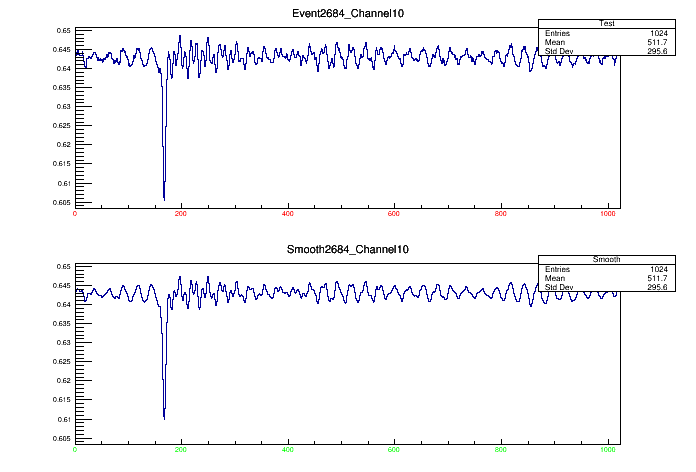 Event2684_Channel10
Test
Entries 1024
Mean 511.7
Std Dev 295.6
0.65
0.645
0.64
0.635
0.63
0.625
0.62
0.615
0.61
0.605
0 200 400 600 800 1000
Smooth2684_Channel10
Smooth
Entries 1024
Mean 511.7
Std Dev 295.6
0.65
0.645
0.64
0.635
0.63
0.625
0.62
0.615
0.61
0.605
0 200 400 600 800 1000